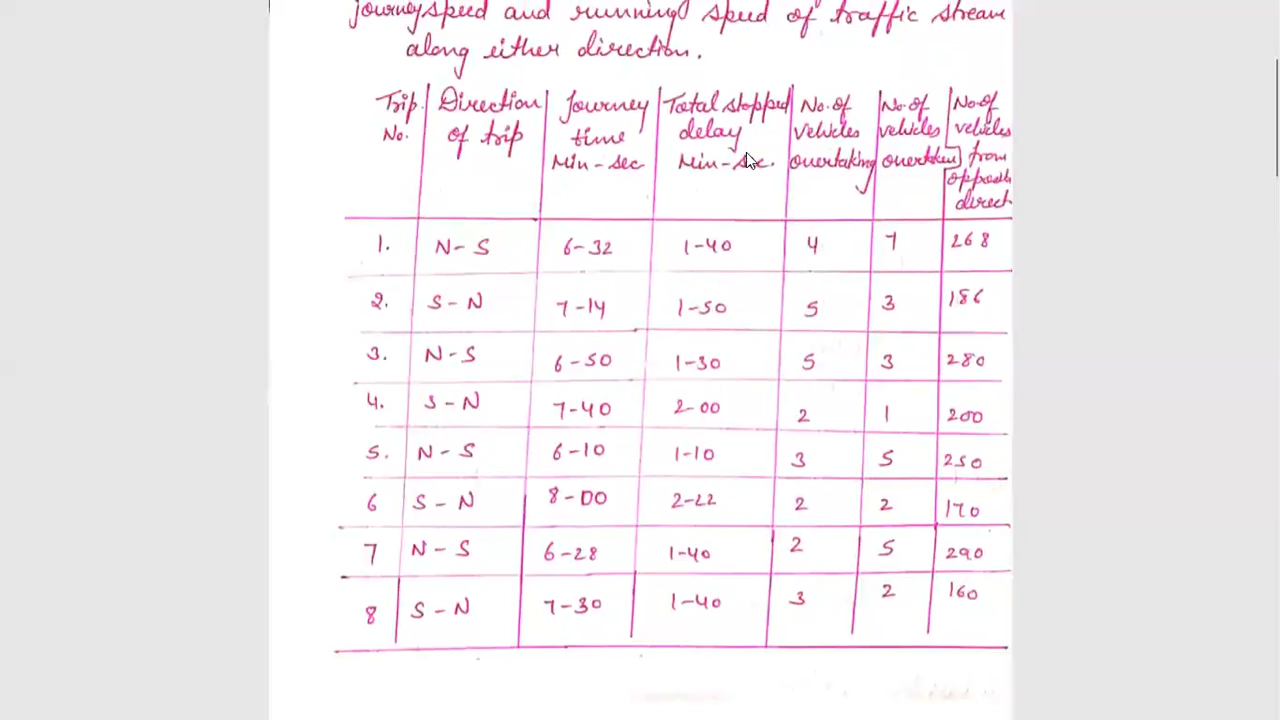 journey speed and running speed of traffic stream
along either direction.
Trip No. Direction of trip Journey time Min-sec Total stopped delay Min-sec. No. of vehicles overtaking No. of vehicles overtaken No. of vehicles from
1. N-S 6-32 1-40 4 7 268
2. S-N 7-14 1-50 5 3 186
3. N-S 6-50 1-30 5 3 280
4. S-N 7-40 2-00 2 1 200
5. N-S 6-10 1-10 3 5 250
6 S-N 8-00 2-22 2 2 170
7 N-S 6-28 1-40 2 5 290
8 S-N 7-30 1-40 3 2 160